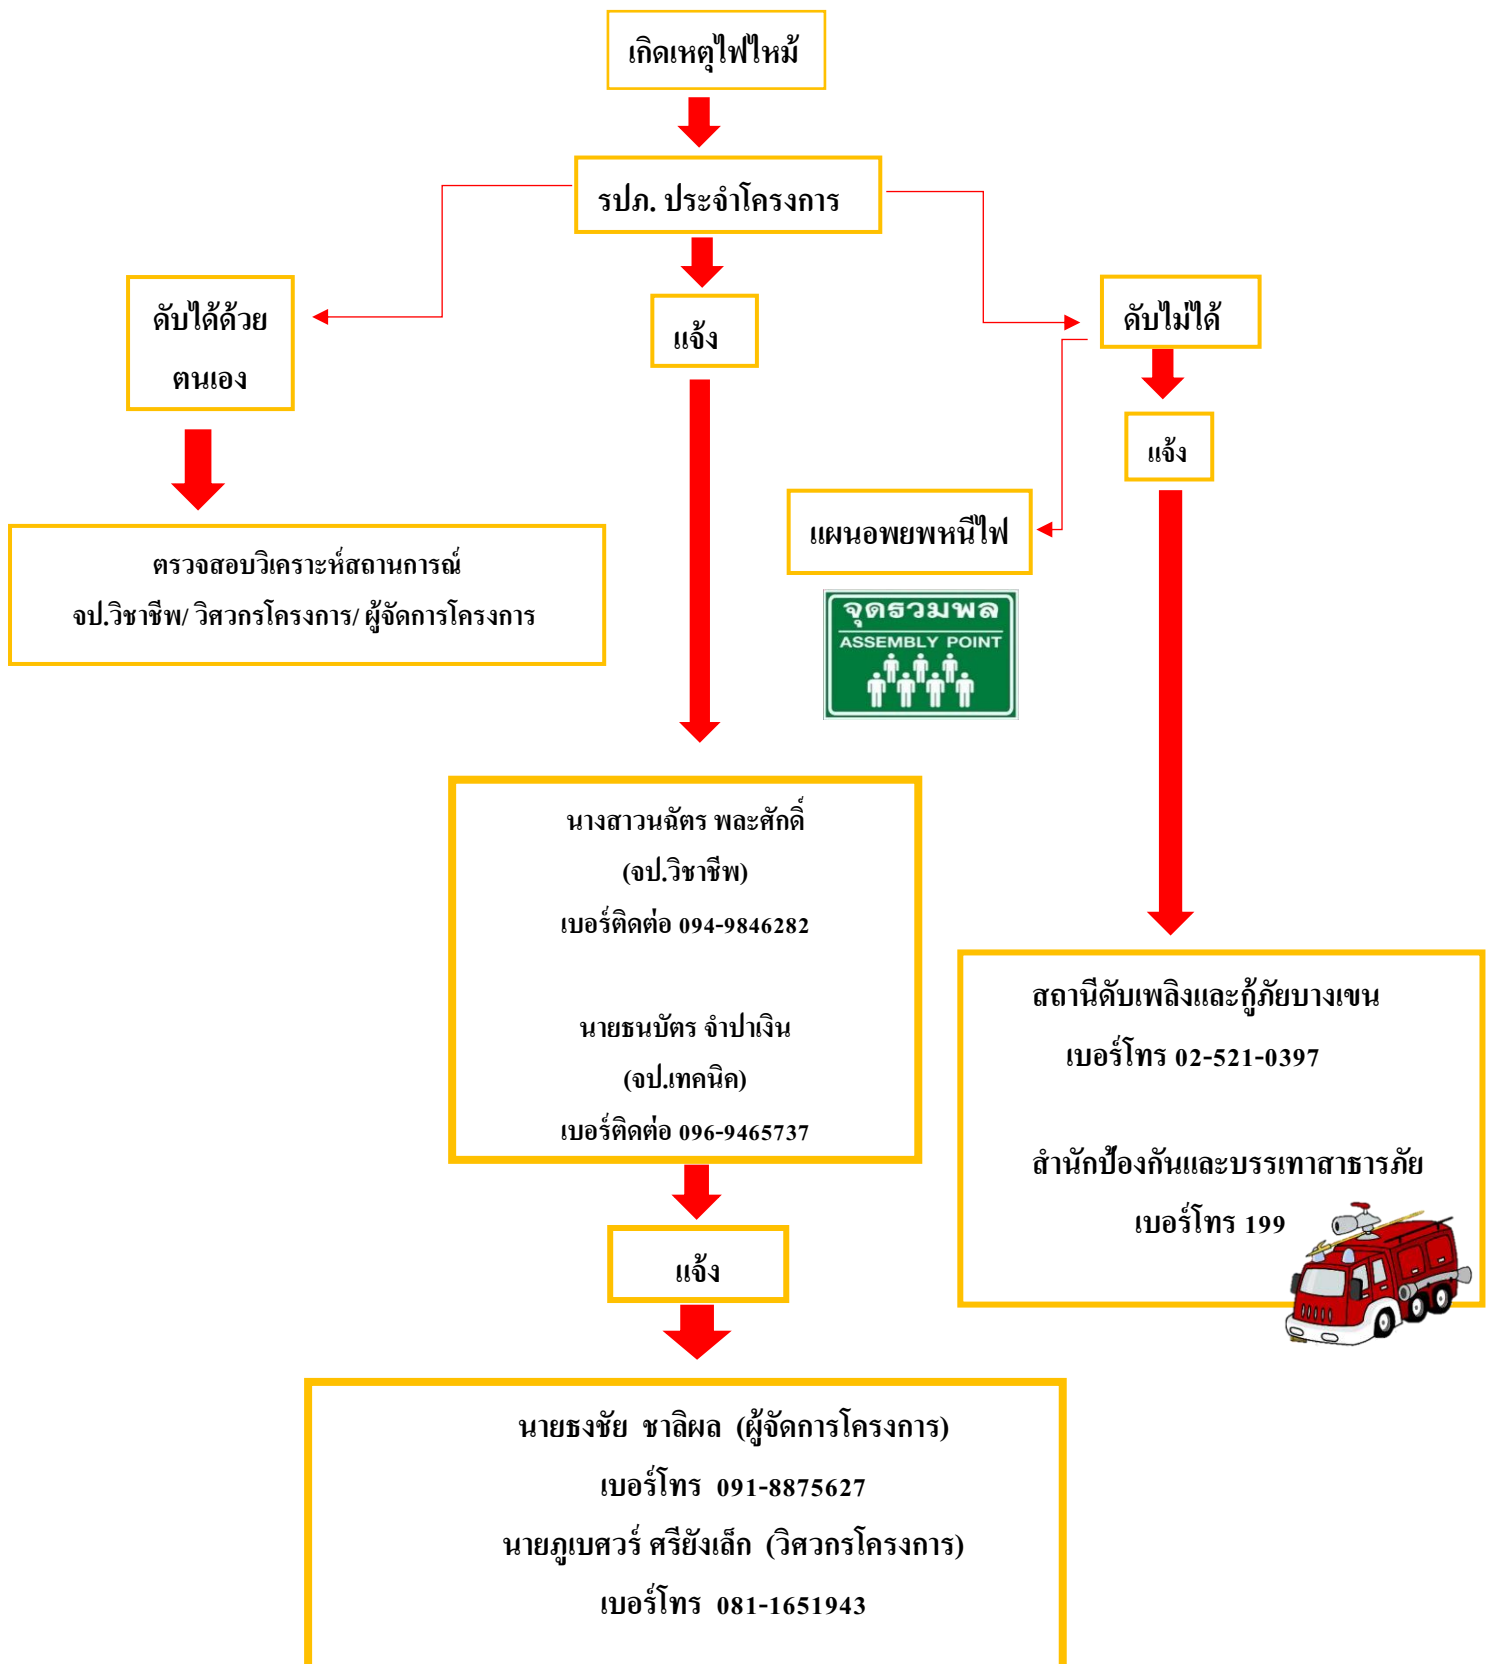 เกิดเหตุไฟไหม้
รปภ. ประจำโครงการ
ดับได้ด้วย
ตนเอง
แจ้ง
ดับไม่ได้
แจ้ง
แผนอพยพหนีไฟ
ตรวจสอบวิเคราะห์สถานการณ์
จป.วิชาชีพ/ วิศวกรโครงการ/ ผู้จัดการโครงการ
จุดรวมพล
ASSEMBLY POINT
นางสาวนฉัตร พละศักดิ์
(จป.วิชาชีพ)
เบอร์ติดต่อ 094-9846282
นายธนบัตร จำปาเงิน
(จป.เทคนิค)
เบอร์ติดต่อ 096-9465737
สถานีดับเพลิงและกู้ภัยบางเขน
เบอร์โทร 02-521-0397
สำนักป้องกันและบรรเทาสาธารภัย
เบอร์โทร 199
แจ้ง
นายธงชัย ชาลิผล (ผู้จัดการโครงการ)
เบอร์โทร 091-8875627
นายภูเบศวร์ ศรียังเล็ก (วิศวกรโครงการ)
เบอร์โทร 081-1651943